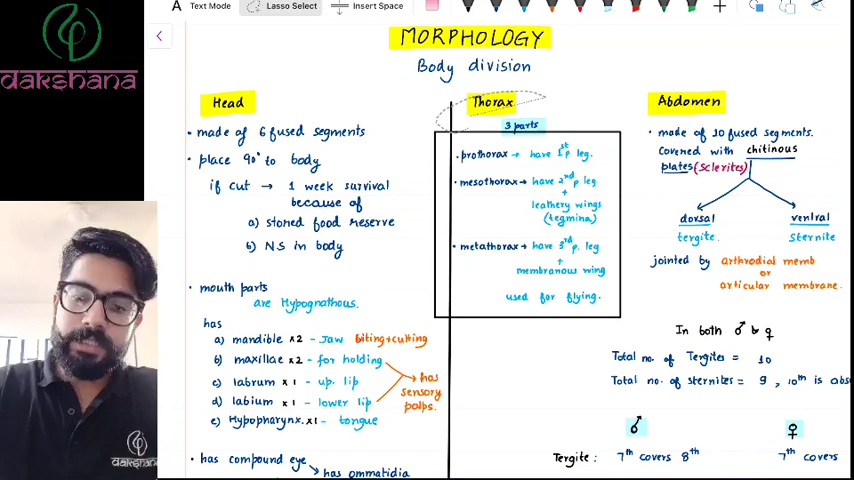 Text Mode
Lasso Select
Insert Space
dakshana
MORPHOLOGY
Body division
Head
• made of 6 fused segments
• place 90° to body
if cut → 1 week survival
because of
a) stored food reserve
b) NS in body
• mouth parts
are Hypognathous.
has
a) mandible x2 - Jaw biting+cutting
b) maxillae x2 - for holding
c) labrum x1 - up. lip
d) labium x1 - lower lip
e) Hypopharynx.x1 - tongue
→ has
sensory
palps.
• has compound eye
↳ has ommatidia
Thorax
3 parts
• prothorax → have 1st p leg.
• mesothorax → have 2nd p leg
+
leathery wings
(tegmina)
• metathorax → have 3rd p. leg
+
membranous wing
used for flying.
Abdomen
• made of 10 fused segments.
Covered with chitinous
plates (sclerites)
dorsal
tergite.
ventral
sternite
jointed by arthrodial memb
or
articular membrane.
In both ♂ & ♀
Total no. of Tergites = 10
Total no. of sternites = 9, 10th is abs
♂
♀
Tergite : 7th covers 8th
7th covers
dakshana